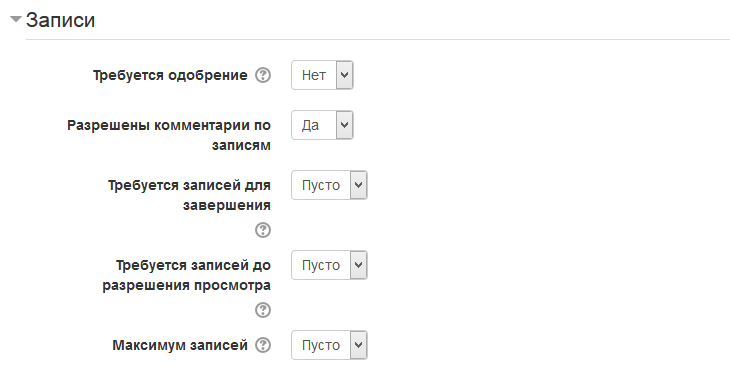 Записи
Требуется одобрение
Нет
Разрешены комментарии по
записям
Да
Требуется записей для
завершения
Пусто
Требуется записей до
разрешения просмотра
Пусто
Максимум записей
Пусто